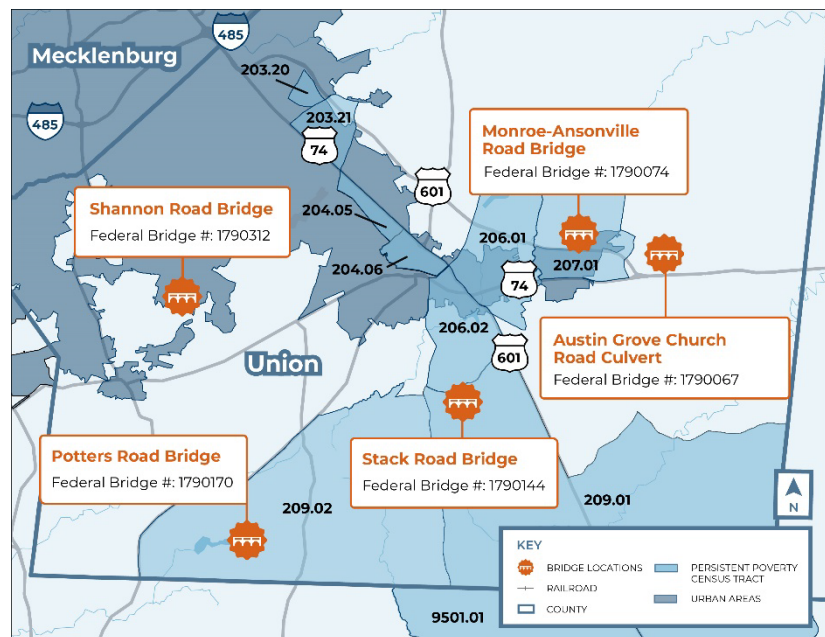 485
Mecklenburg
203.20
485
203.21
74
Monroe-Ansonville
Road Bridge
Federal Bridge #: 1790074
601
Shannon Road Bridge
Federal Bridge #: 1790312
204.05
206.01
204.06
207.01
74
206.02
601
Austin Grove Church
Road Culvert
Federal Bridge #: 1790067
Union
Potters Road Bridge
Federal Bridge #: 1790170
Stack Road Bridge
Federal Bridge #: 1790144
209.02
209.01
N
KEY
BRIDGE LOCATIONS
RAILROAD
COUNTY
PERSISTENT POVERTY
CENSUS TRACT
URBAN AREAS
9501.01